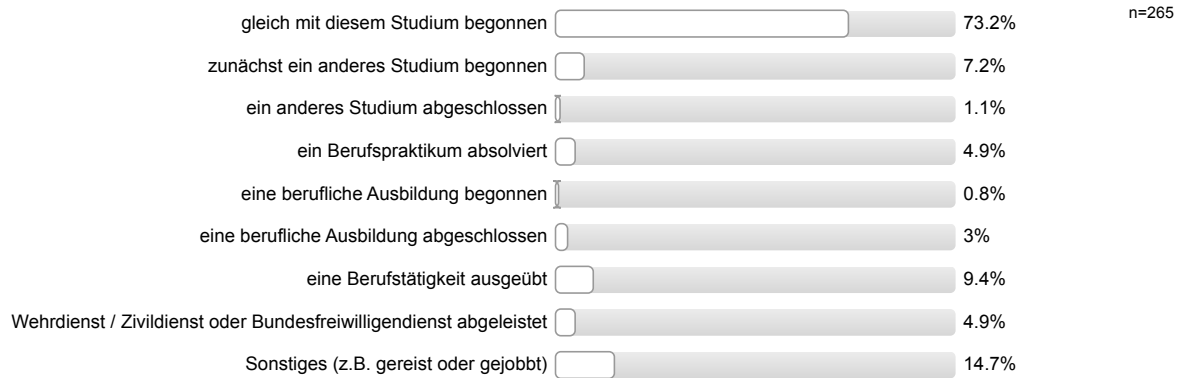 n=265
gleich mit diesem Studium begonnen 73.2%
zunächst ein anderes Studium begonnen 7.2%
ein anderes Studium abgeschlossen 1.1%
ein Berufspraktikum absolviert 4.9%
eine berufliche Ausbildung begonnen 0.8%
eine berufliche Ausbildung abgeschlossen 3%
eine Berufstätigkeit ausgeübt 9.4%
Wehrdienst / Zivildienst oder Bundesfreiwilligendienst abgeleistet 4.9%
Sonstiges (z.B. gereist oder gejobbt) 14.7%